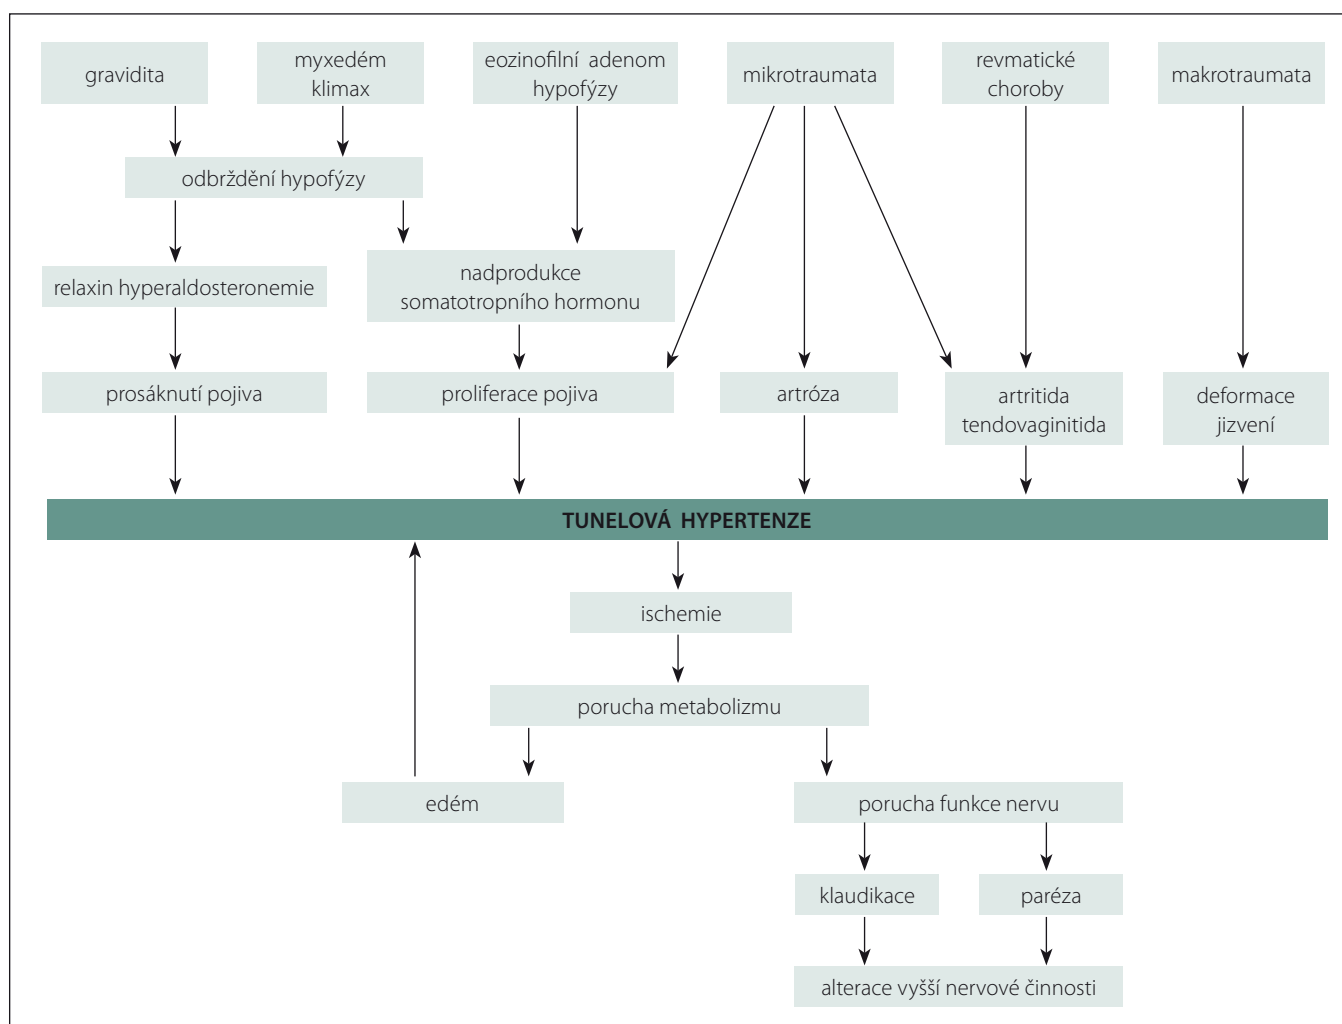 gravidita
myxedém
klimax
eozinofilní adenom
hypofýzy
mikrotraumata
revmatické
choroby
makrotraumata
odbrždění hypofýzy
relaxin hyperaldosteronemie
nadprodukce
somatotropního hormonu
prosáknutí pojiva
proliferace pojiva
artróza
artritida
tendovaginitida
deformace
jizvení
TUNELOVÁ HYPERTENZE
ischemie
porucha metabolizmu
edém
porucha funkce nervu
klaudikace
paréza
alterace vyšší nervové činnosti